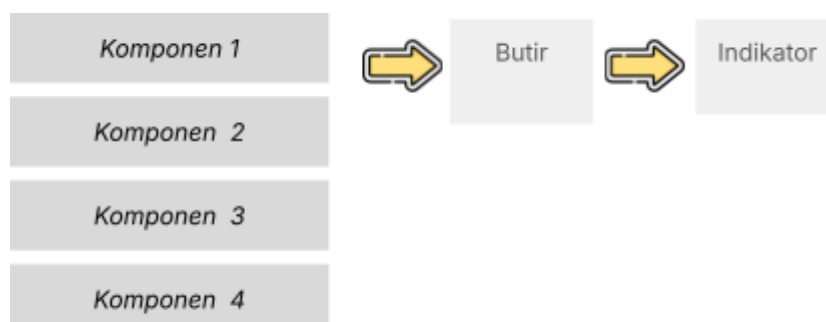 Komponen 1
Butir
Indikator
Komponen 2
Komponen 3
Komponen 4